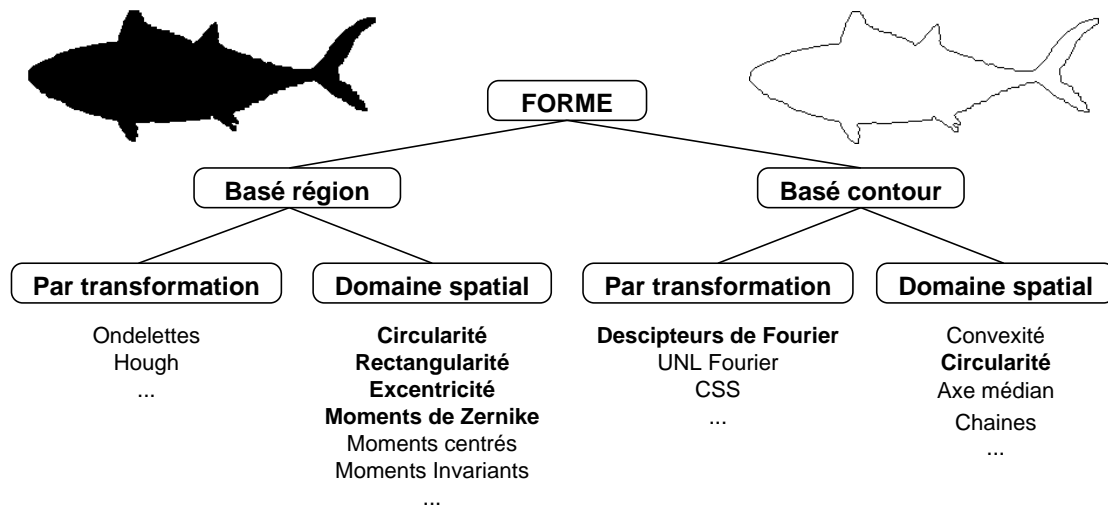 FORME
Basé région
Basé contour
Par transformation
Domaine spatial
Par transformation
Domaine spatial
Ondelettes
Hough
...
Circularité
Rectangularité
Excentricité
Moments de Zernike
Moments centrés
Moments Invariants
...
Descipteurs de Fourier
UNL Fourier
CSS
...
Convexité
Circularité
Axe médian
Chaines
...